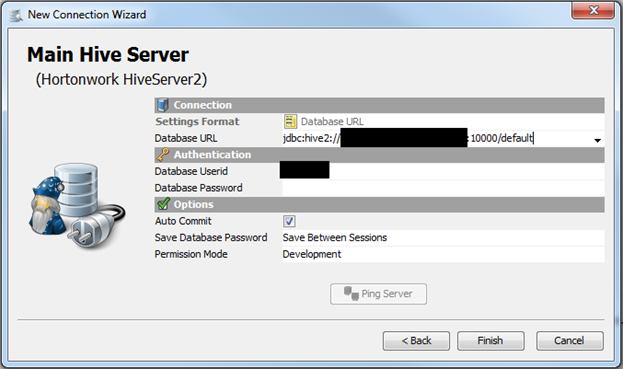 New Connection Wizard
Main Hive Server
(Hortonwork HiveServer2)
Connection
Settings Format Database URL
Database URL jdbc:hive2:// :10000/default
Authentication
Database Userid
Database Password
Options
Auto Commit
Save Database Password Save Between Sessions
Permission Mode Development
Ping Server
< Back Finish Cancel